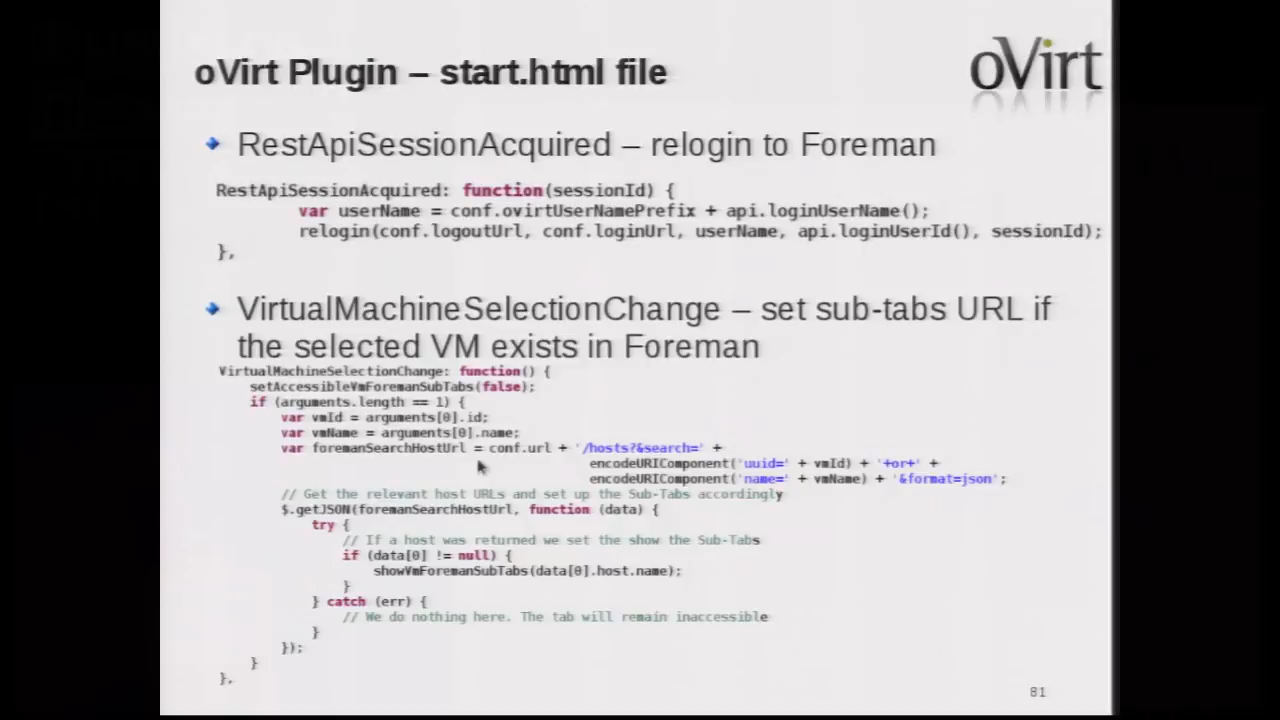 oVirt Plugin – start.html file
oVirt
RestApiSessionAcquired – relogin to Foreman
RestApiSessionAcquired: function(sessionId) {
var userName = conf.ovirtUserNamePrefix + api.loginUserName();
relogin(conf.logoutUrl, conf.loginUrl, userName, api.loginUserId(), sessionId);
},
VirtualMachineSelectionChange – set sub-tabs URL if
the selected VM exists in Foreman
VirtualMachineSelectionChange: function() {
setAccessibleVmForemanSubTabs(false);
if (arguments.length == 1) {
var vmId = arguments[0].id;
var vmName = arguments[0].name;
var foremanSearchHostUrl = conf.url + '/hosts?&search=' +
encodeURIComponent('uuid=' + vmId) + '+or+' +
encodeURIComponent('name=' + vmName) + '&format=json';
// Get the relevant host URLs and set up the Sub-Tabs accordingly
$.getJSON(foremanSearchHostUrl, function (data) {
try {
// If a host was returned we set the show the Sub-Tabs
if (data[0] != null) {
showVmForemanSubTabs(data[0].host.name);
}
} catch (err) {
// We do nothing here. The tab will remain inaccessible
}
});
}
},
81